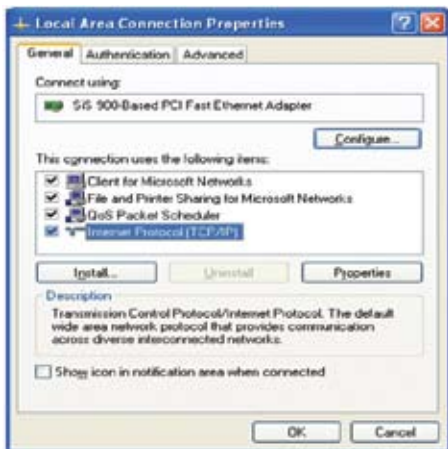 Local Area Connection Properties
General Authentication Advanced
Connect using:
SiS 900-Based PCI Fast Ethernet Adapter
Configure...
This connection uses the following items:
Client for Microsoft Networks
File and Printer Sharing for Microsoft Networks
QoS Packet Scheduler
Internet Protocol (TCP/IP)
Install... Uninstall Properties
Description
Transmission Control Protocol/Internet Protocol. The default
wide area network protocol that provides communication
across diverse interconnected networks.
Show icon in notification area when connected
OK Cancel